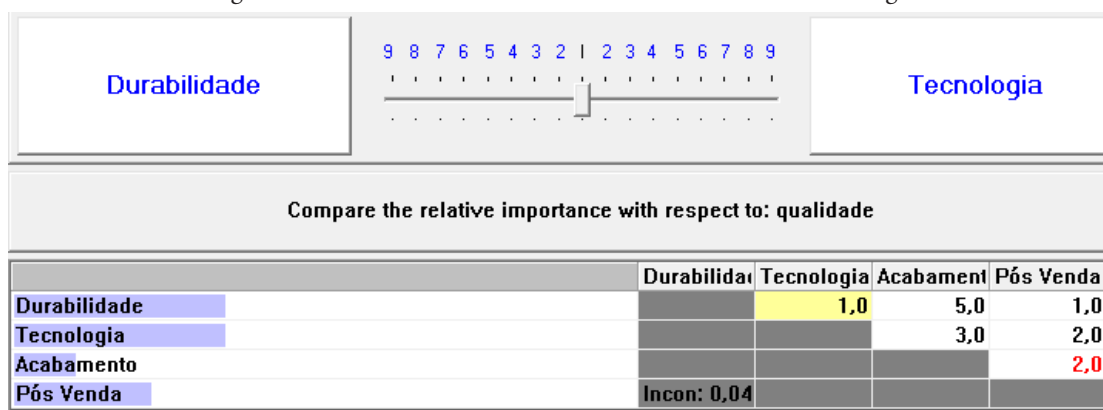 9 8 7 6 5 4 3 2 1 2 3 4 5 6 7 8 9
Durabilidade Tecnologia
Compare the relative importance with respect to: qualidade
Durabilida Tecnologia Acabament Pós Venda
Durabilidade 1,0 5,0 1,0
Tecnologia 3,0 2,0
Acabamento 2,0
Pós Venda Incon: 0,04